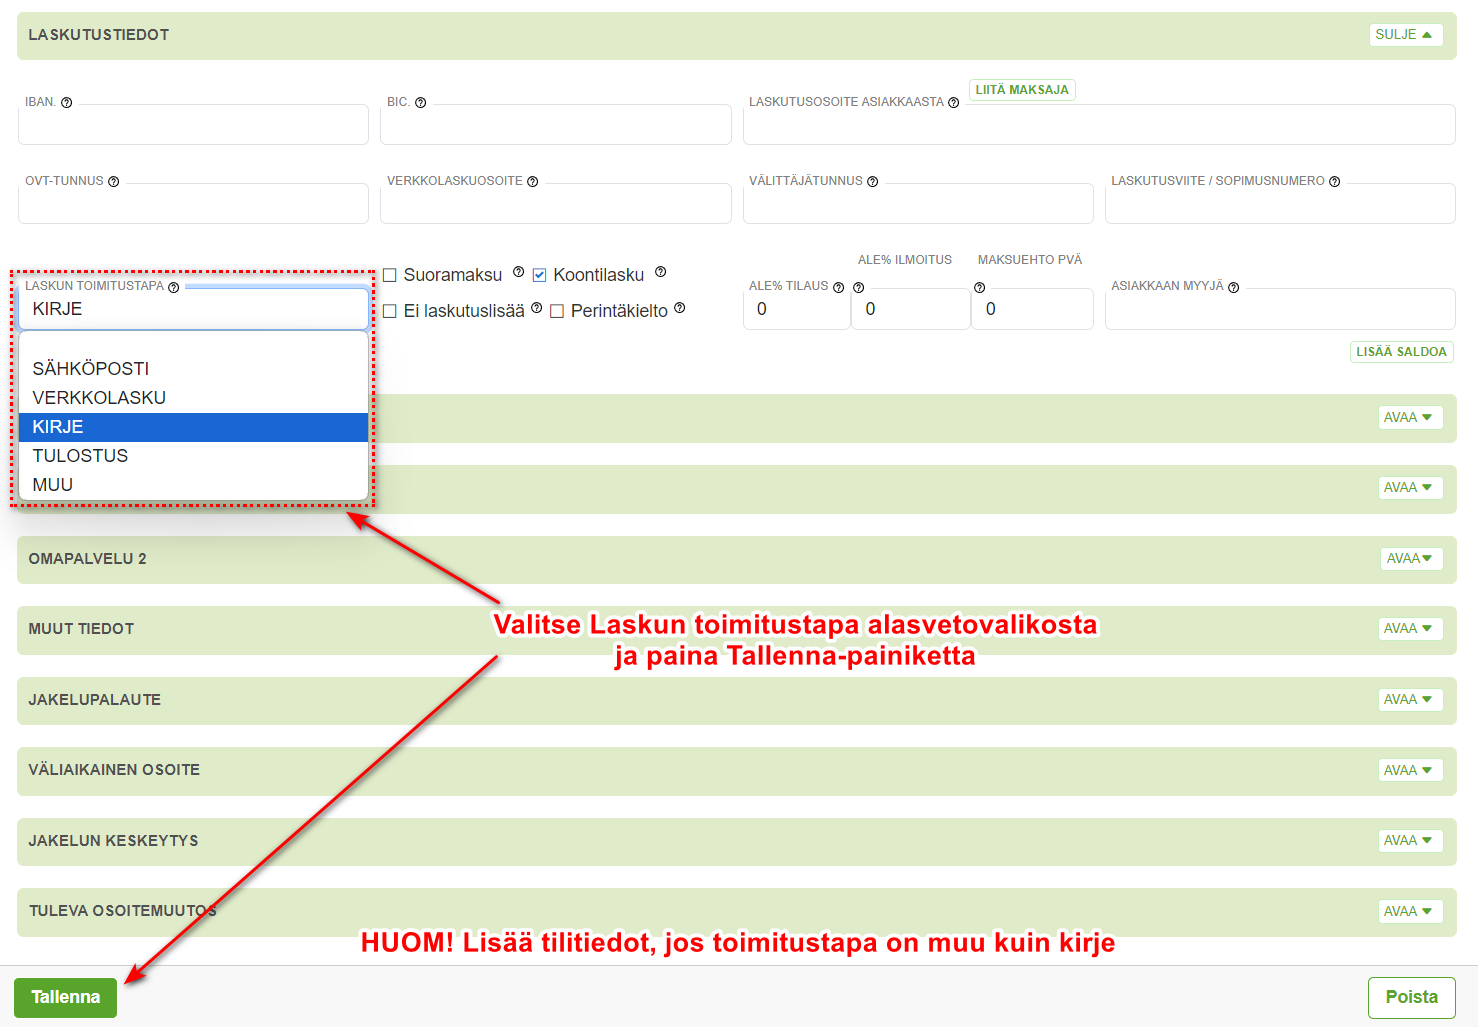 LASKUTUSTIEDOT
SULJE
IBAN.
BIC.
LASKUTUSOSOITE ASIAKKAASTA
LIITÄ MAKSAJA
OVT-TUNNUS
VERKKOLASKUOSOITE
VÄLITTÄJÄTUNNUS
LASKUTUSVIITE / SOPIMUSNUMERO
LASKUN TOIMITUSTAPA
KIRJE
SÄHKÖPOSTI
VERKKOLASKU
KIRJE
TULOSTUS
MUU
Suoramaksu
Koontilasku
Ei laskutuslisää
Perintäkielto
ALE% TILAUS
0
ALE% ILMOITUS
0
MAKSUEHTO PVÄ
0
ASIAKKAAN MYYJÄ
LISÄÄ SALDOA
AVAA
AVAA
OMAPALVELU 2
AVAA
MUUT TIEDOT
AVAA
Valitse Laskun toimitustapa alasvetovalikosta
ja paina Tallenna-painiketta
JAKELUPALAUTE
AVAA
VÄLIAIKAINEN OSOITE
AVAA
JAKELUN KESKEYTYS
AVAA
TULEVA OSOITEMUUTOS
AVAA
HUOM! Lisää tilitiedot, jos toimitustapa on muu kuin kirje
Tallenna
Poista